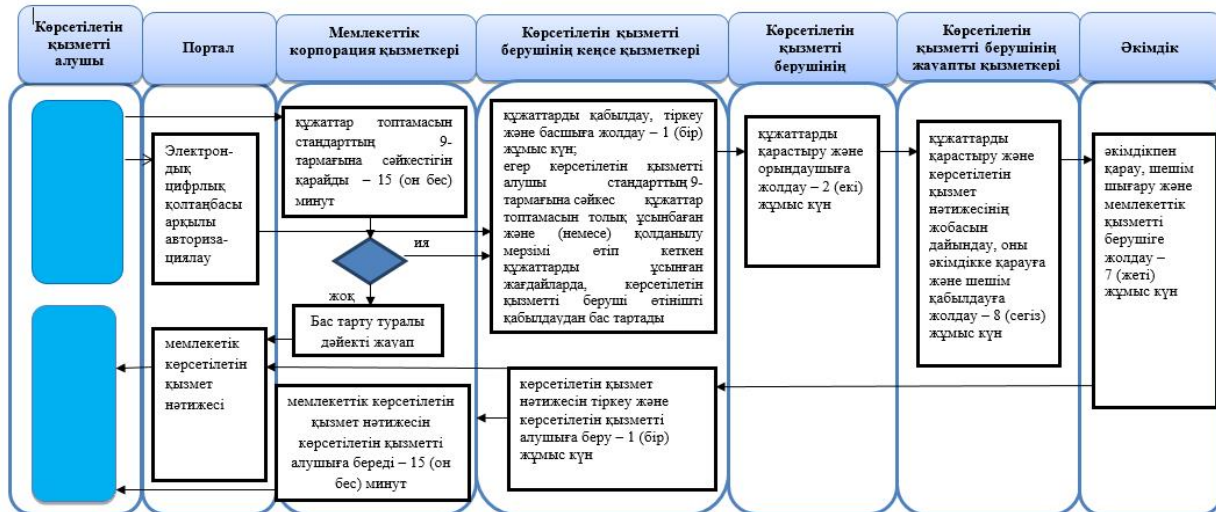 Көрсетілетін
қызметті
алушы
Портал
Мемлекеттік
корпорация қызметкері
Көрсетілетін қызметті
берушінің кеңсе қызметкері
Көрсетілетін
қызметті
берушінің
Көрсетілетін
қызметті берушінің
жауапты қызметкері
Әкімдік
Электрон-
дық
цифрлық
қолтаңбасы
арқылы
авториза-
циялау
құжаттар топтамасын
стандарттың 9-
тармағына сәйкестігін
қарайды – 15 (он бес)
минут
ия
жоқ
Бас тарту туралы
дәйекті жауап
құжаттарды қабылдау, тіркеу
және басшыға жолдау – 1 (бір)
жұмыс күн;
егер көрсетілетін қызметті
алушы стандарттың 9-
тармағына сәйкес құжаттар
топтамасын толық ұсынбаған
және (немесе) қолданылу
мерзімі өтіп кеткен
құжаттарды ұсынған
жағдайларда, көрсетілетін
қызметті беруші өтінішті
қабылдаудан бас тартады
құжаттарды
қарастыру және
орындаушыға
жолдау – 2 (екі)
жұмыс күн
құжаттарды
қарастыру және
көрсетілетін
қызмет
нәтижесінің
жобасын
дайындау, оны
әкімдікке қарауға
және шешім
қабылдауға
жолдау – 8 (сегіз)
жұмыс күн
әкімдікпен
қарау, шешім
шығару және
мемлекеттік
қызметті
берушіге
жолдау –
7 (жеті)
жұмыс күн
мемлекетік
көрсетілетін
қызмет
нәтижесі
мемлекеттік көрсетілетін
қызмет нәтижесін
көрсетілетін қызметті
алушыға береді – 15 (он
бес) минут
көрсетілетін қызмет
нәтижесін тіркеу және
көрсетілетін қызметті
алушыға беру – 1 (бір)
жұмыс күн